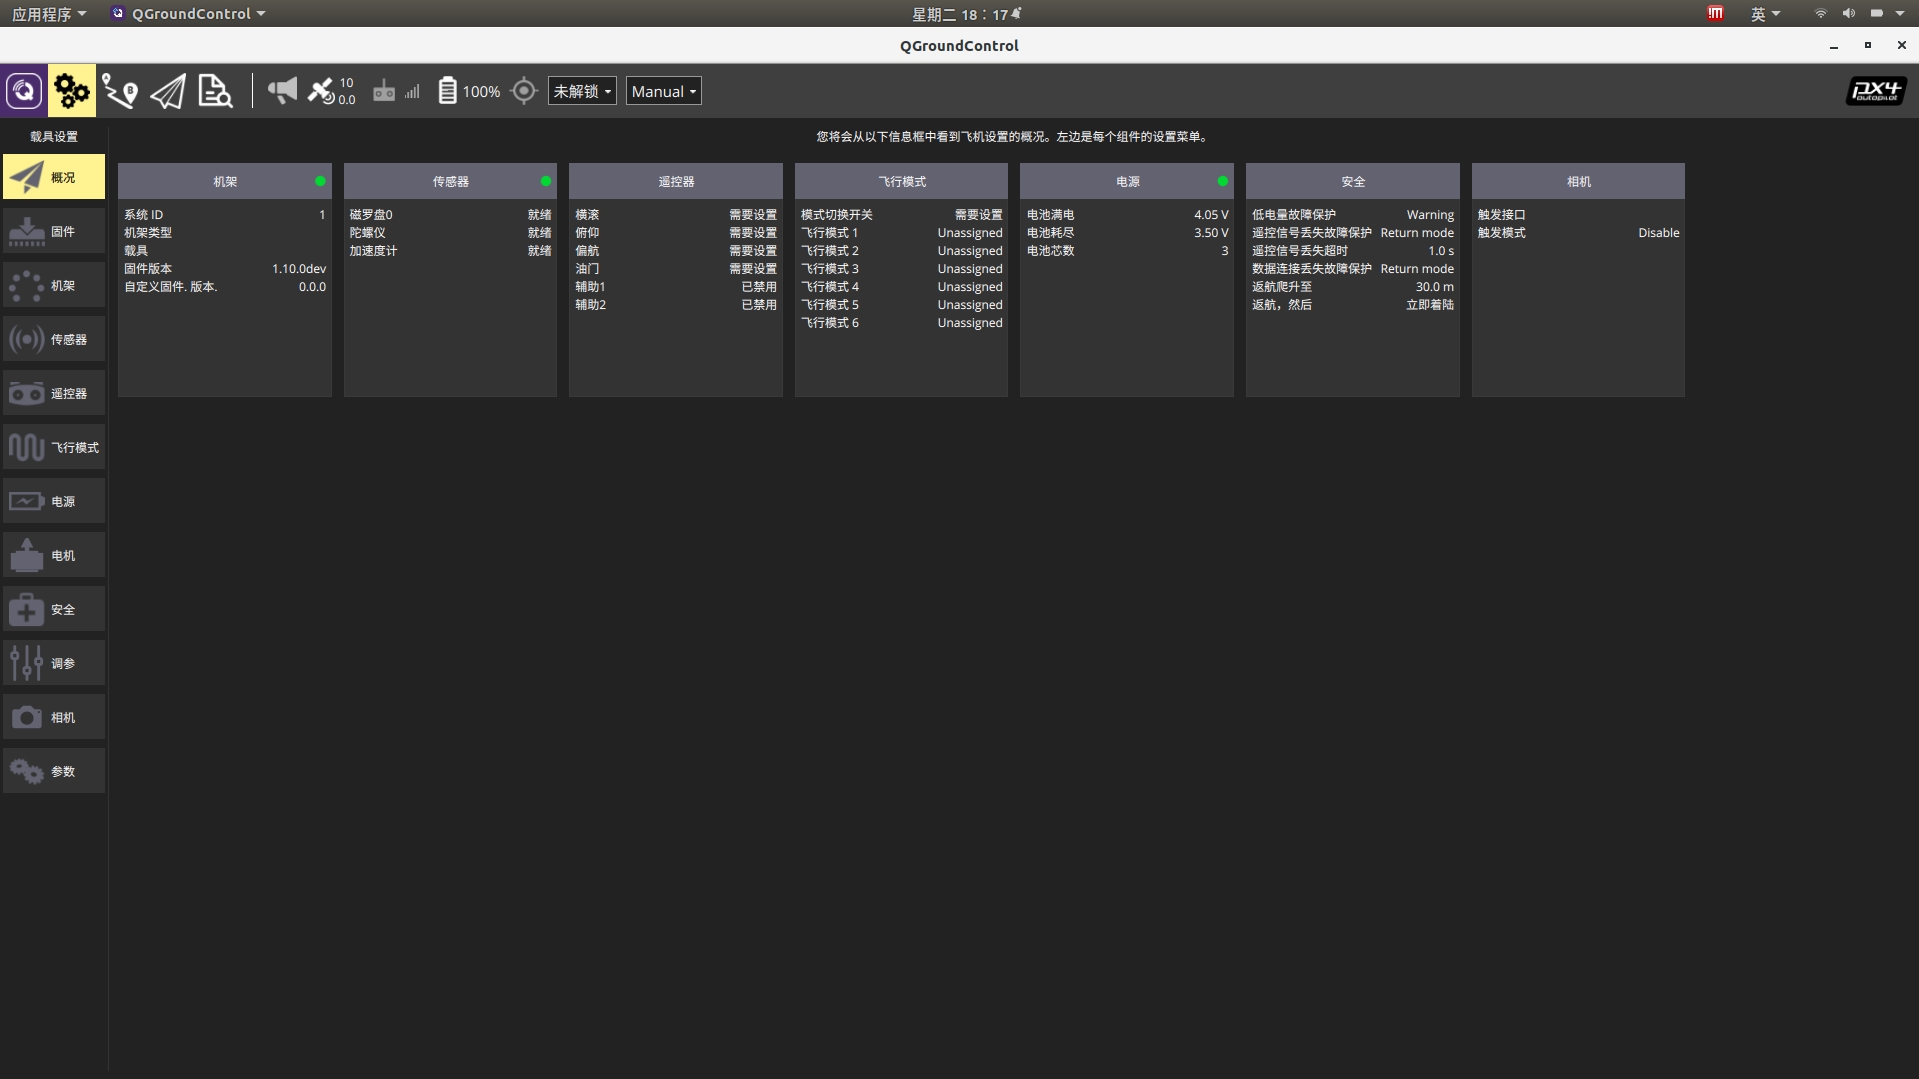 应用程序 QGroundControl 星期二 18：17 英
QGroundControl
10
0.0
100% 未解锁 Manual
px4
autopilot
载具设置
您将会从以下信息框中看到飞机设置的概况。左边是每个组件的设置菜单。
概况
固件
机架
传感器
遥控器
飞行模式
电源
电机
安全
调参
相机
参数
机架
系统 ID 1
机架类型
载具
固件版本 1.10.0dev
自定义固件. 版本. 0.0.0
传感器
磁罗盘0 就绪
陀螺仪 就绪
加速度计 就绪
遥控器
横滚 需要设置
俯仰 需要设置
偏航 需要设置
油门 需要设置
辅助1 已禁用
辅助2 已禁用
飞行模式
模式切换开关 需要设置
飞行模式 1 Unassigned
飞行模式 2 Unassigned
飞行模式 3 Unassigned
飞行模式 4 Unassigned
飞行模式 5 Unassigned
飞行模式 6 Unassigned
电源
电池满电 4.05 V
电池耗尽 3.50 V
电池芯数 3
安全
低电量故障保护 Warning
遥控信号丢失故障保护 Return mode
遥控信号丢失超时 1.0 s
数据连接丢失故障保护 Return mode
返航爬升至 30.0 m
返航，然后 立即着陆
相机
触发接口
触发模式 Disable